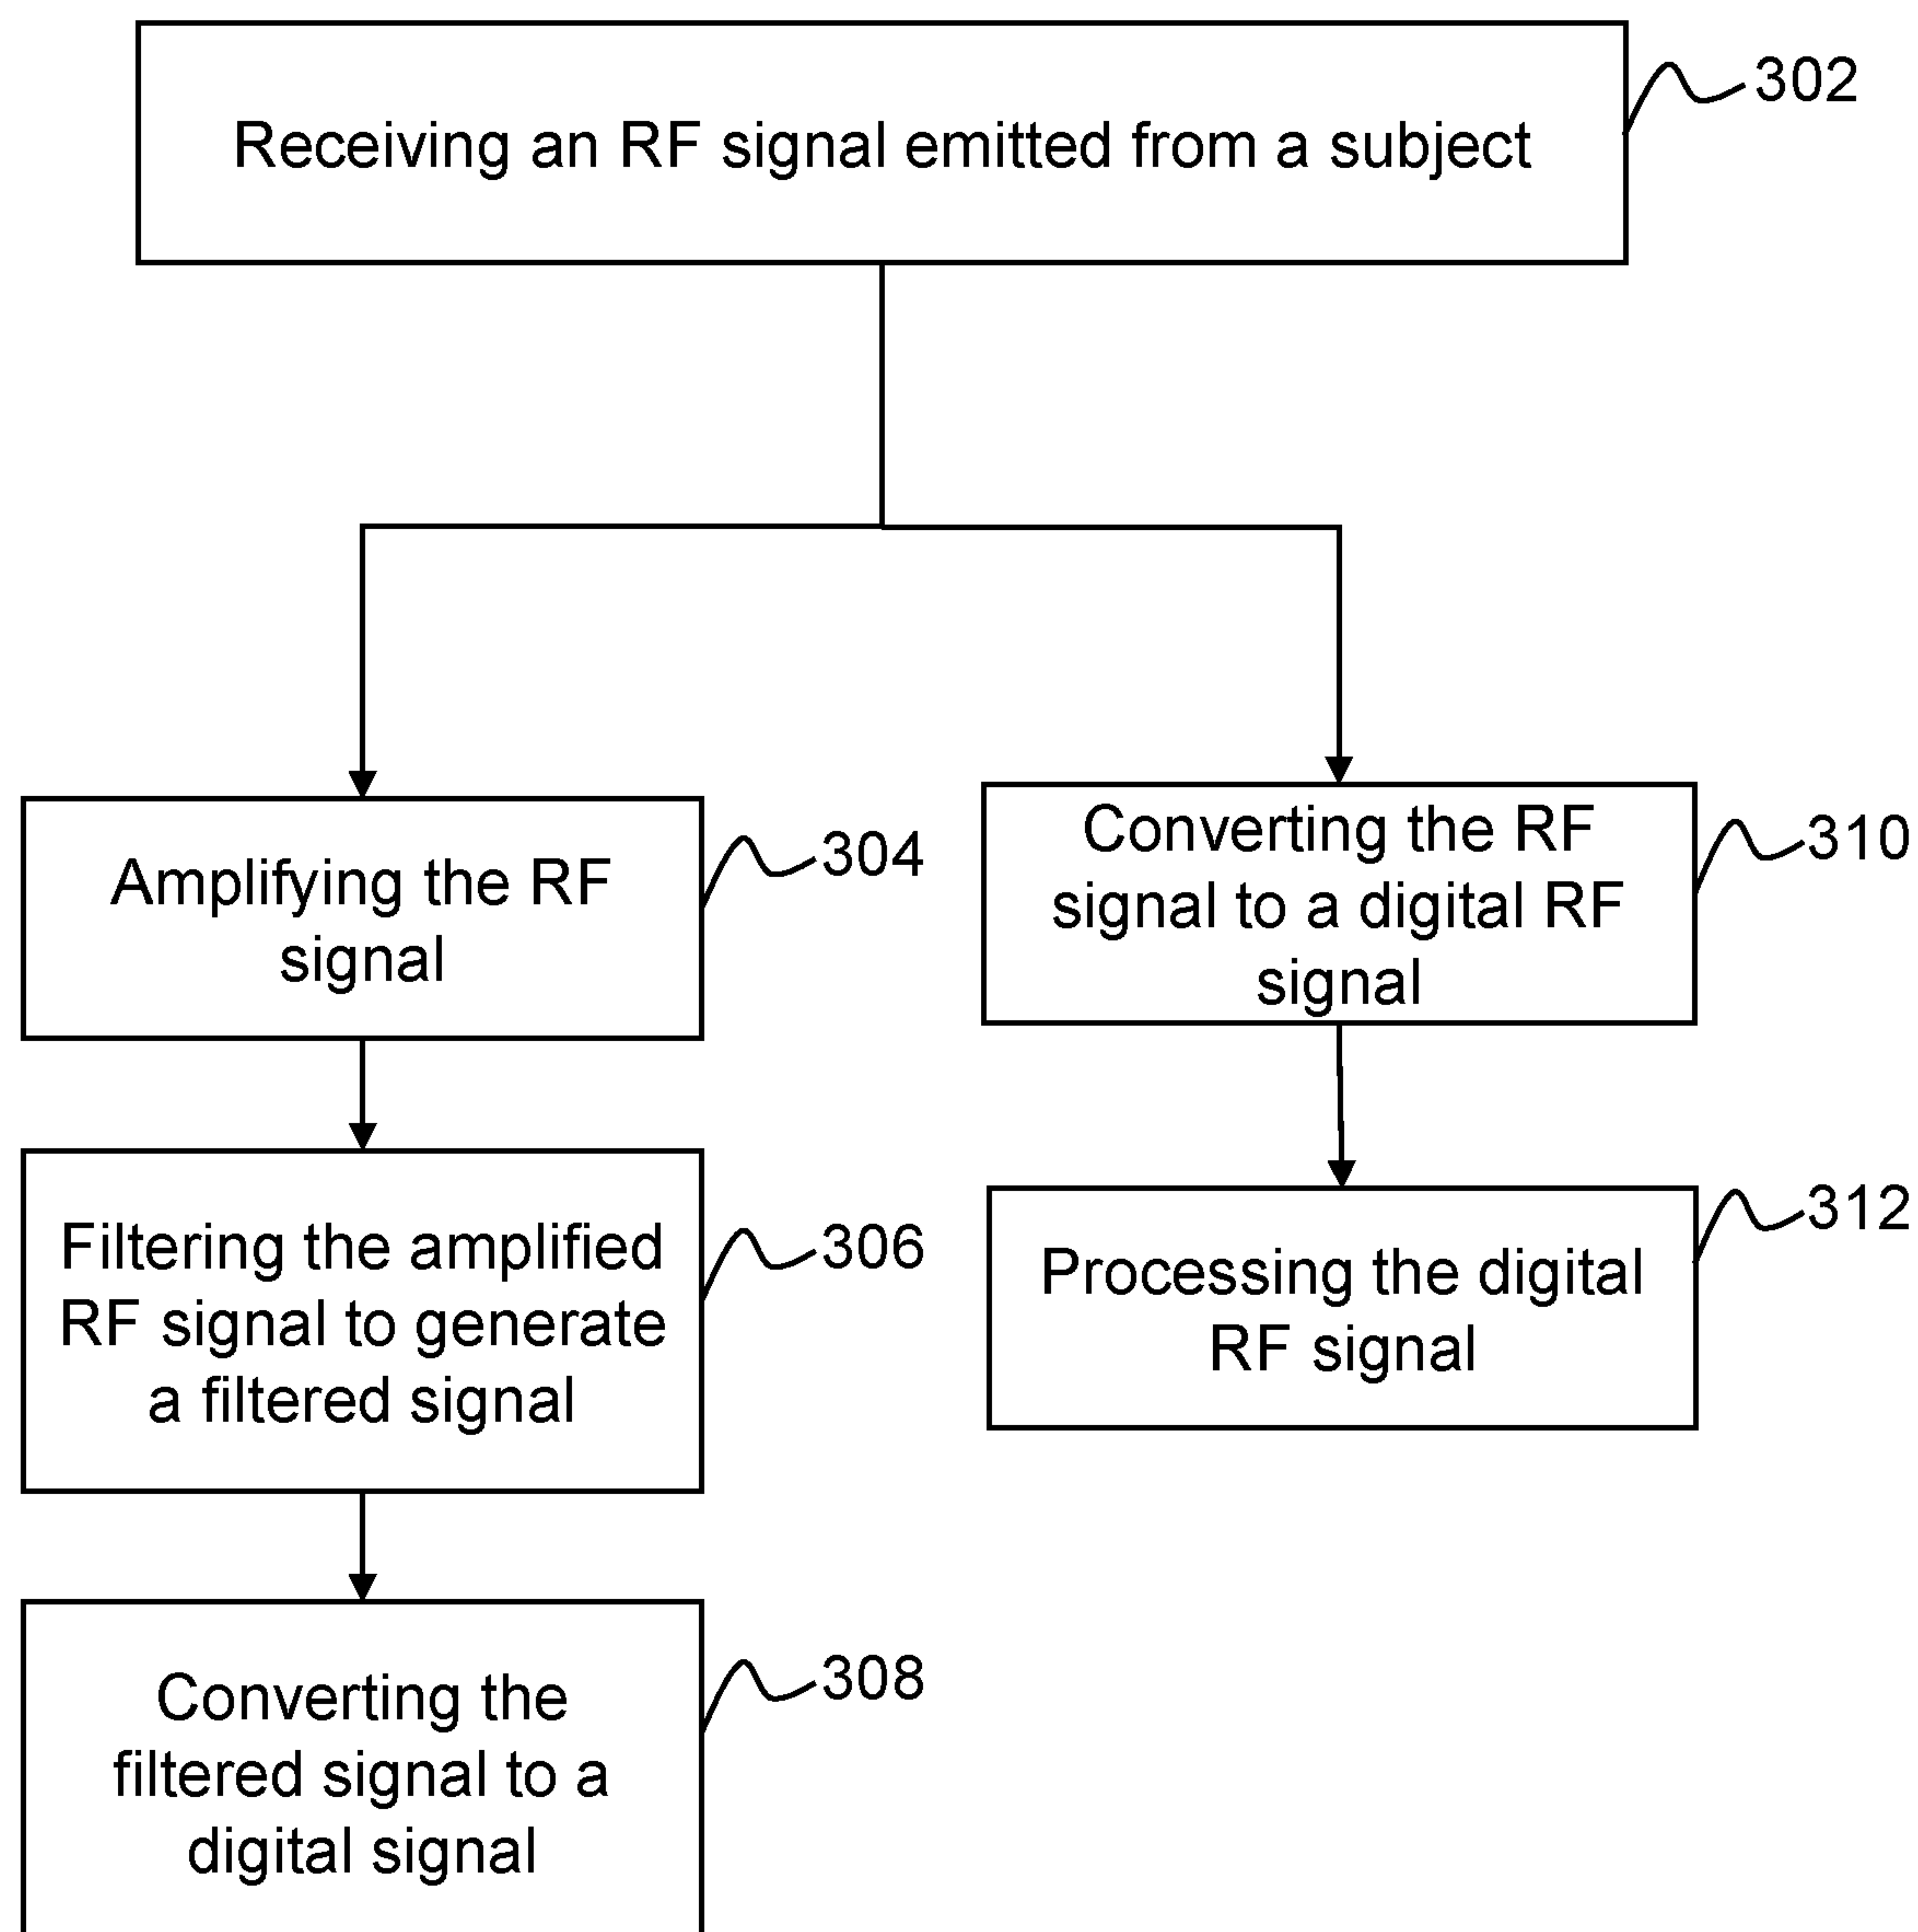 Receiving an RF signal emitted from a subject
302
Amplifying the RF
signal
304
Filtering the amplified
RF signal to generate
a filtered signal
306
Converting the
filtered signal to a
digital signal
308
Converting the RF
signal to a digital RF
signal
310
Processing the digital
RF signal
312